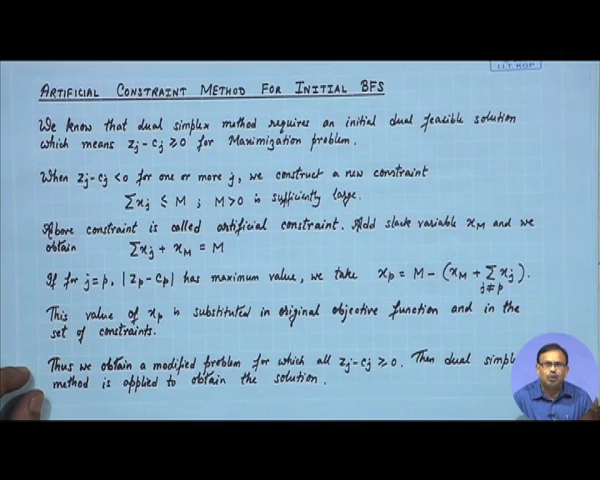 IIT KGP
ARTIFICIAL CONSTRAINT METHOD FOR INITIAL BFS
We know that dual simplex method requires an initial dual feasible solution
which means zj-cj ≥ 0 for Maximization problem.
When zj-cj < 0 for one or more j, we construct a new constraint
∑xj ≤ M ; M>0 is sufficiently large.
Above constraint is called artificial constraint. Add slack variable xM and we
obtain ∑xj + xM = M
If for j=p, |zp-cp| has maximum value, we take xp = M - (xM + ∑ xj).
j≠p
This value of xp is substituted in original objective function and in the
set of constraints.
Thus we obtain a modified problem for which all zj-cj ≥ 0. Then dual simple
method is applied to obtain the solution.